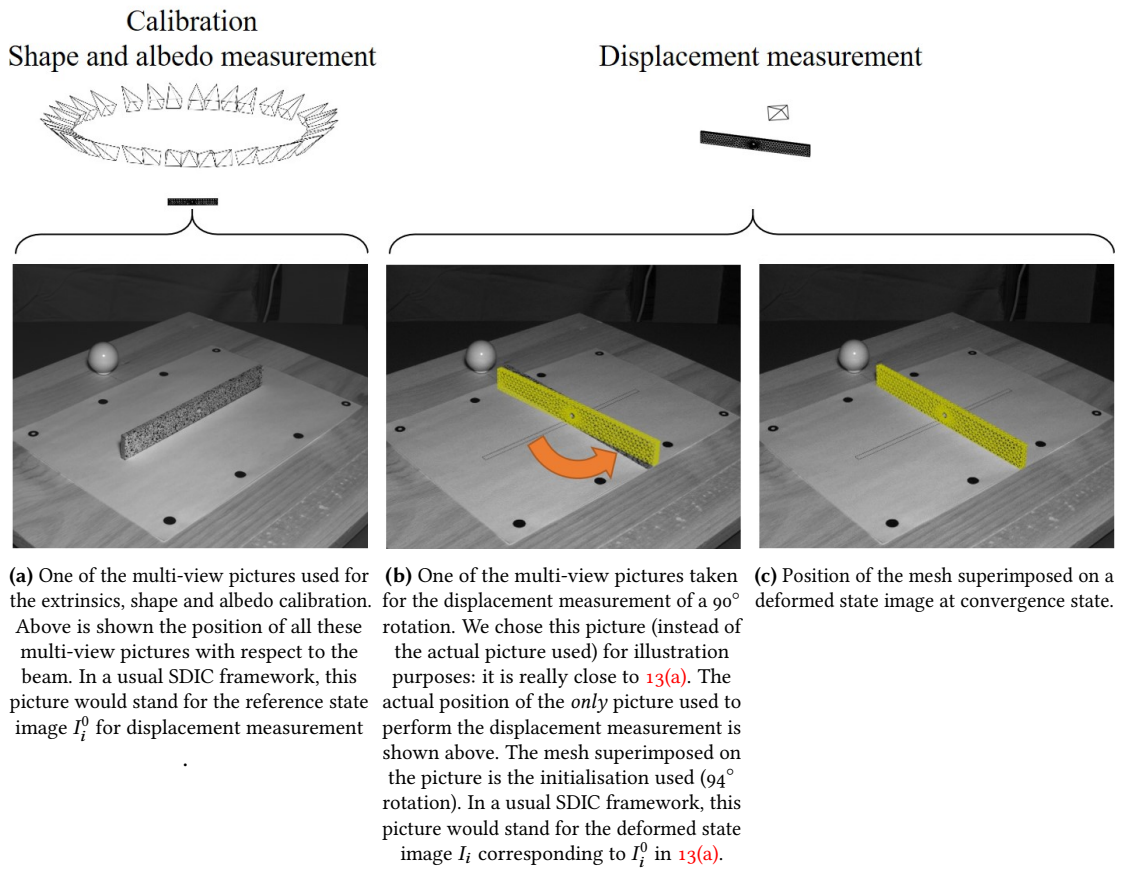 Calibration
Shape and albedo measurement
Displacement measurement
(a) One of the multi-view pictures used for
the extrinsics, shape and albedo calibration.
Above is shown the position of all these
multi-view pictures with respect to the
beam. In a usual SDIC framework, this
picture would stand for the reference state
image I_i^0 for displacement measurement
.
(b) One of the multi-view pictures taken
for the displacement measurement of a 90°
rotation. We chose this picture (instead of
the actual picture used) for illustration
purposes: it is really close to 13(a). The
actual position of the only picture used to
perform the displacement measurement is
shown above. The mesh superimposed on
the picture is the initialisation used (94°
rotation). In a usual SDIC framework, this
picture would stand for the deformed state
image I_i corresponding to I_i^0 in 13(a).
(c) Position of the mesh superimposed on a
deformed state image at convergence state.